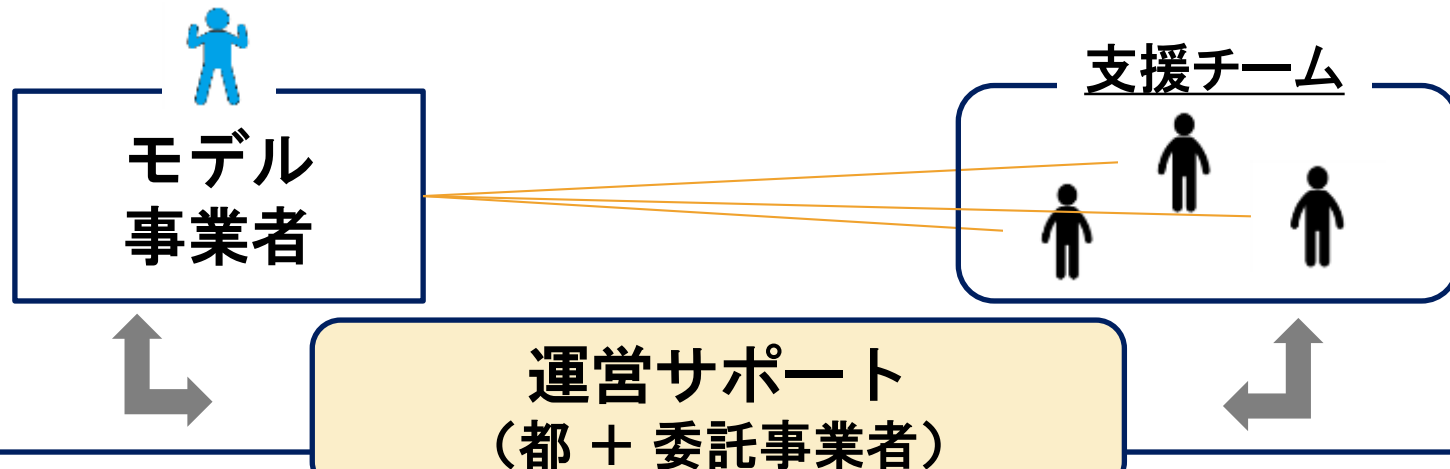 支援チーム
モデル
事業者
運営サポート
（都 ＋ 委託事業者）